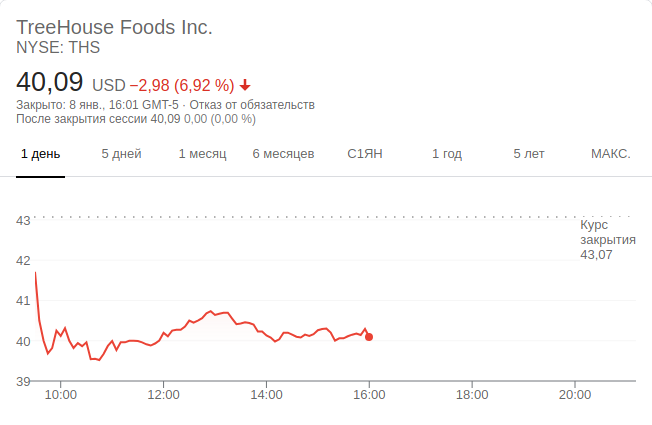 TreeHouse Foods Inc.
NYSE: THS
40,09 USD −2,98 (6,92 %)
Закрыто: 8 янв., 16:01 GMT-5 · Отказ от обязательств
После закрытия сессии 40,09 0,00 (0,00 %)
1 день 5 дней 1 месяц 6 месяцев С1ЯН 1 год 5 лет МАКС.
43
Курс
закрытия
43,07
42
41
40
39
10:00 12:00 14:00 16:00 18:00 20:00